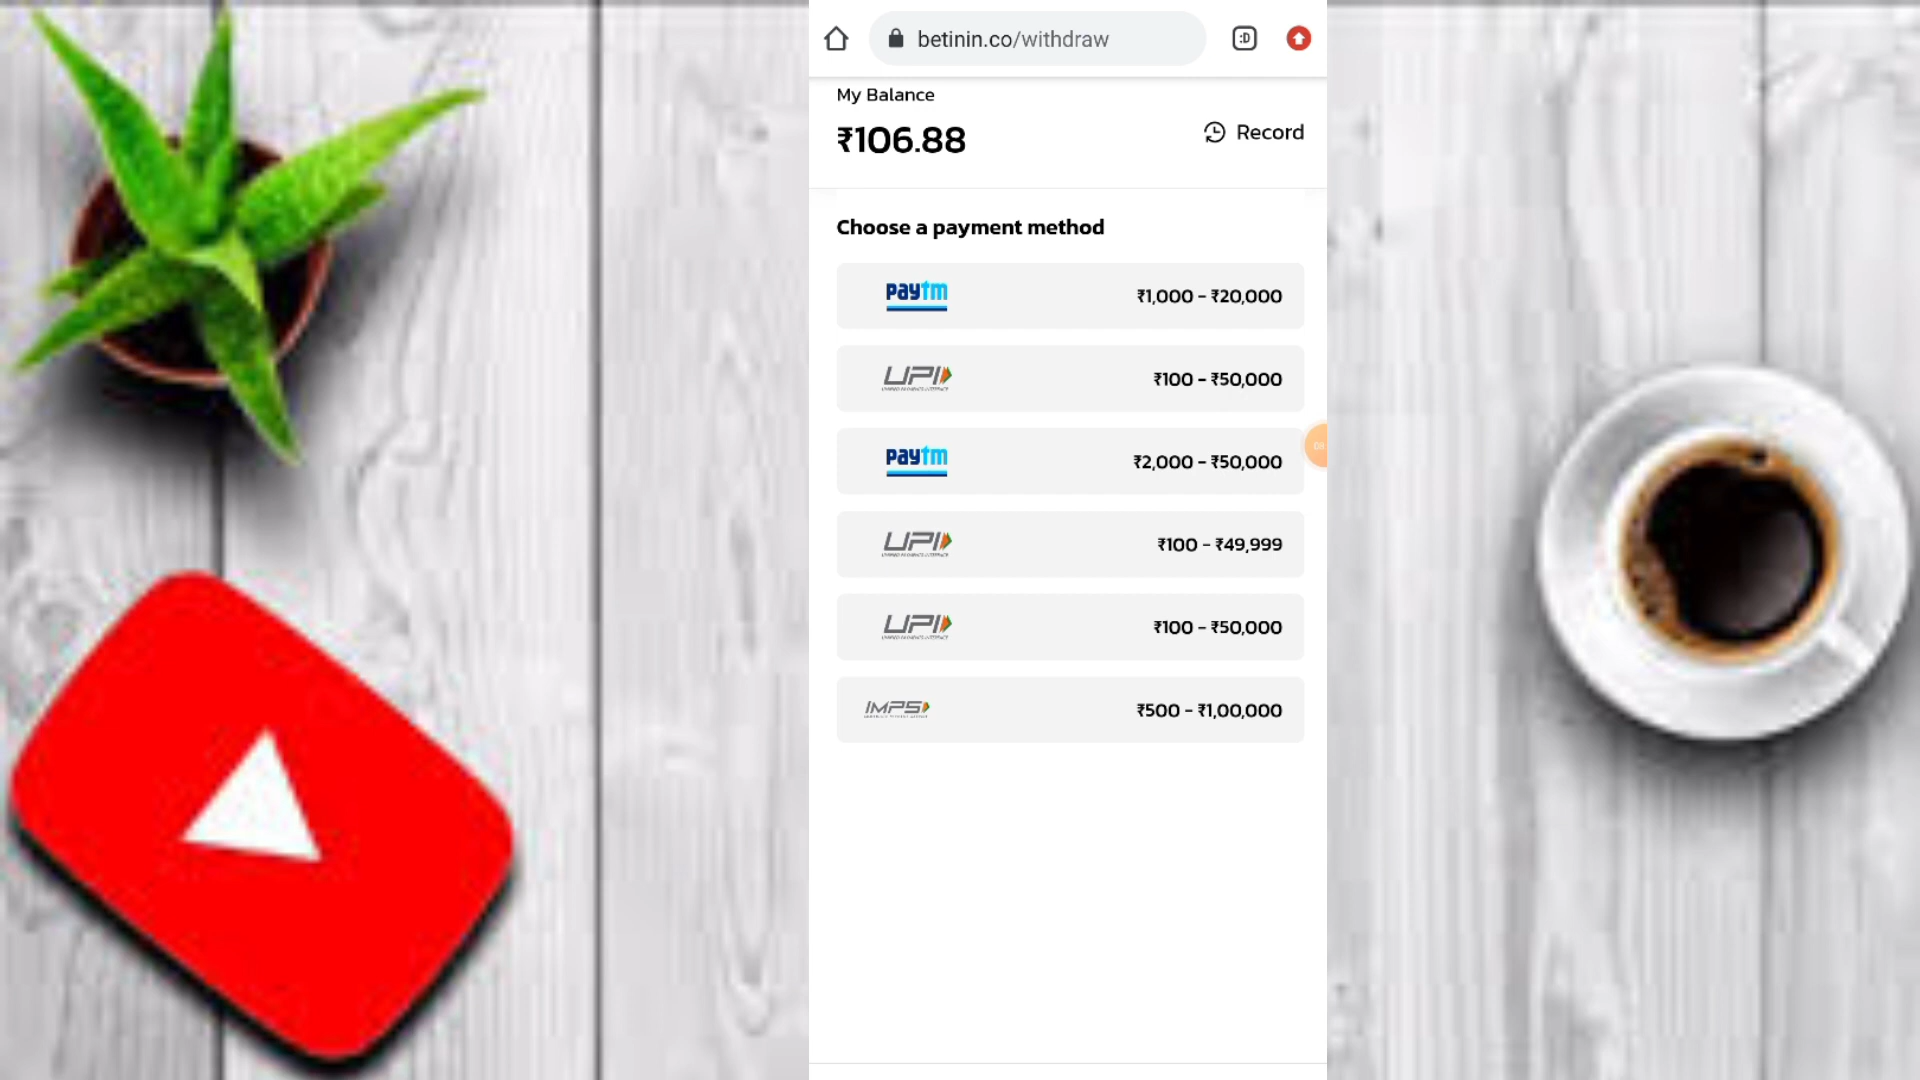 betinin.co/withdraw
:D
My Balance
₹106.88
Record
Choose a payment method
paytm ₹1,000 - ₹20,000
UPI ₹100 - ₹50,000
paytm ₹2,000 - ₹50,000
UPI ₹100 - ₹49,999
UPI ₹100 - ₹50,000
IMPS ₹500 - ₹1,00,000